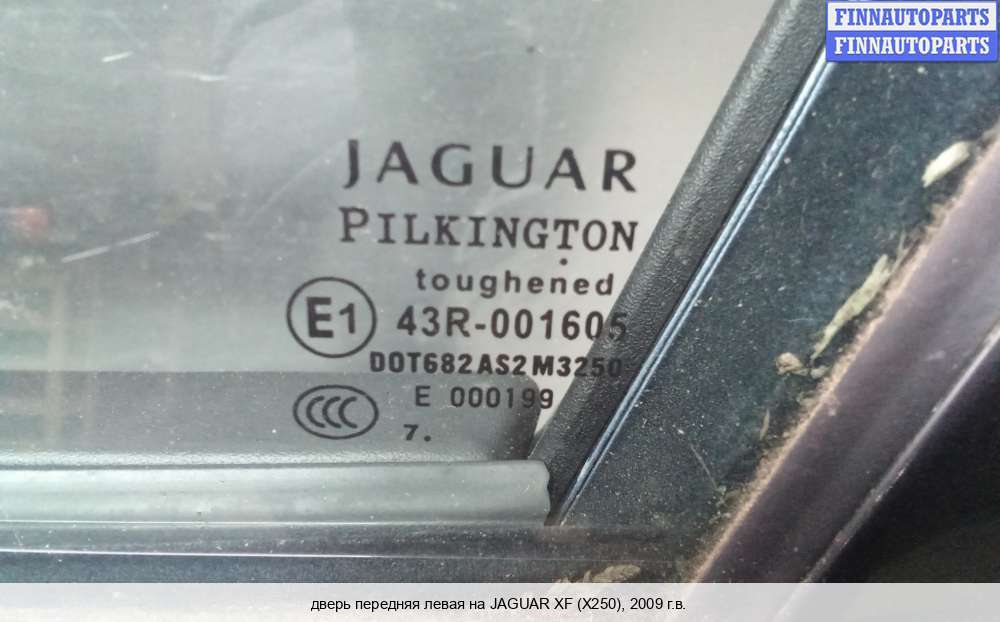 FINNAUTOPARTS
FINNAUTOPARTS
JAGUAR
PILKINGTON
toughened
E1 43R-001605
DOT682AS2M3250
CCC E 000199
7.
дверь передняя левая на JAGUAR XF (X250), 2009 г.в.